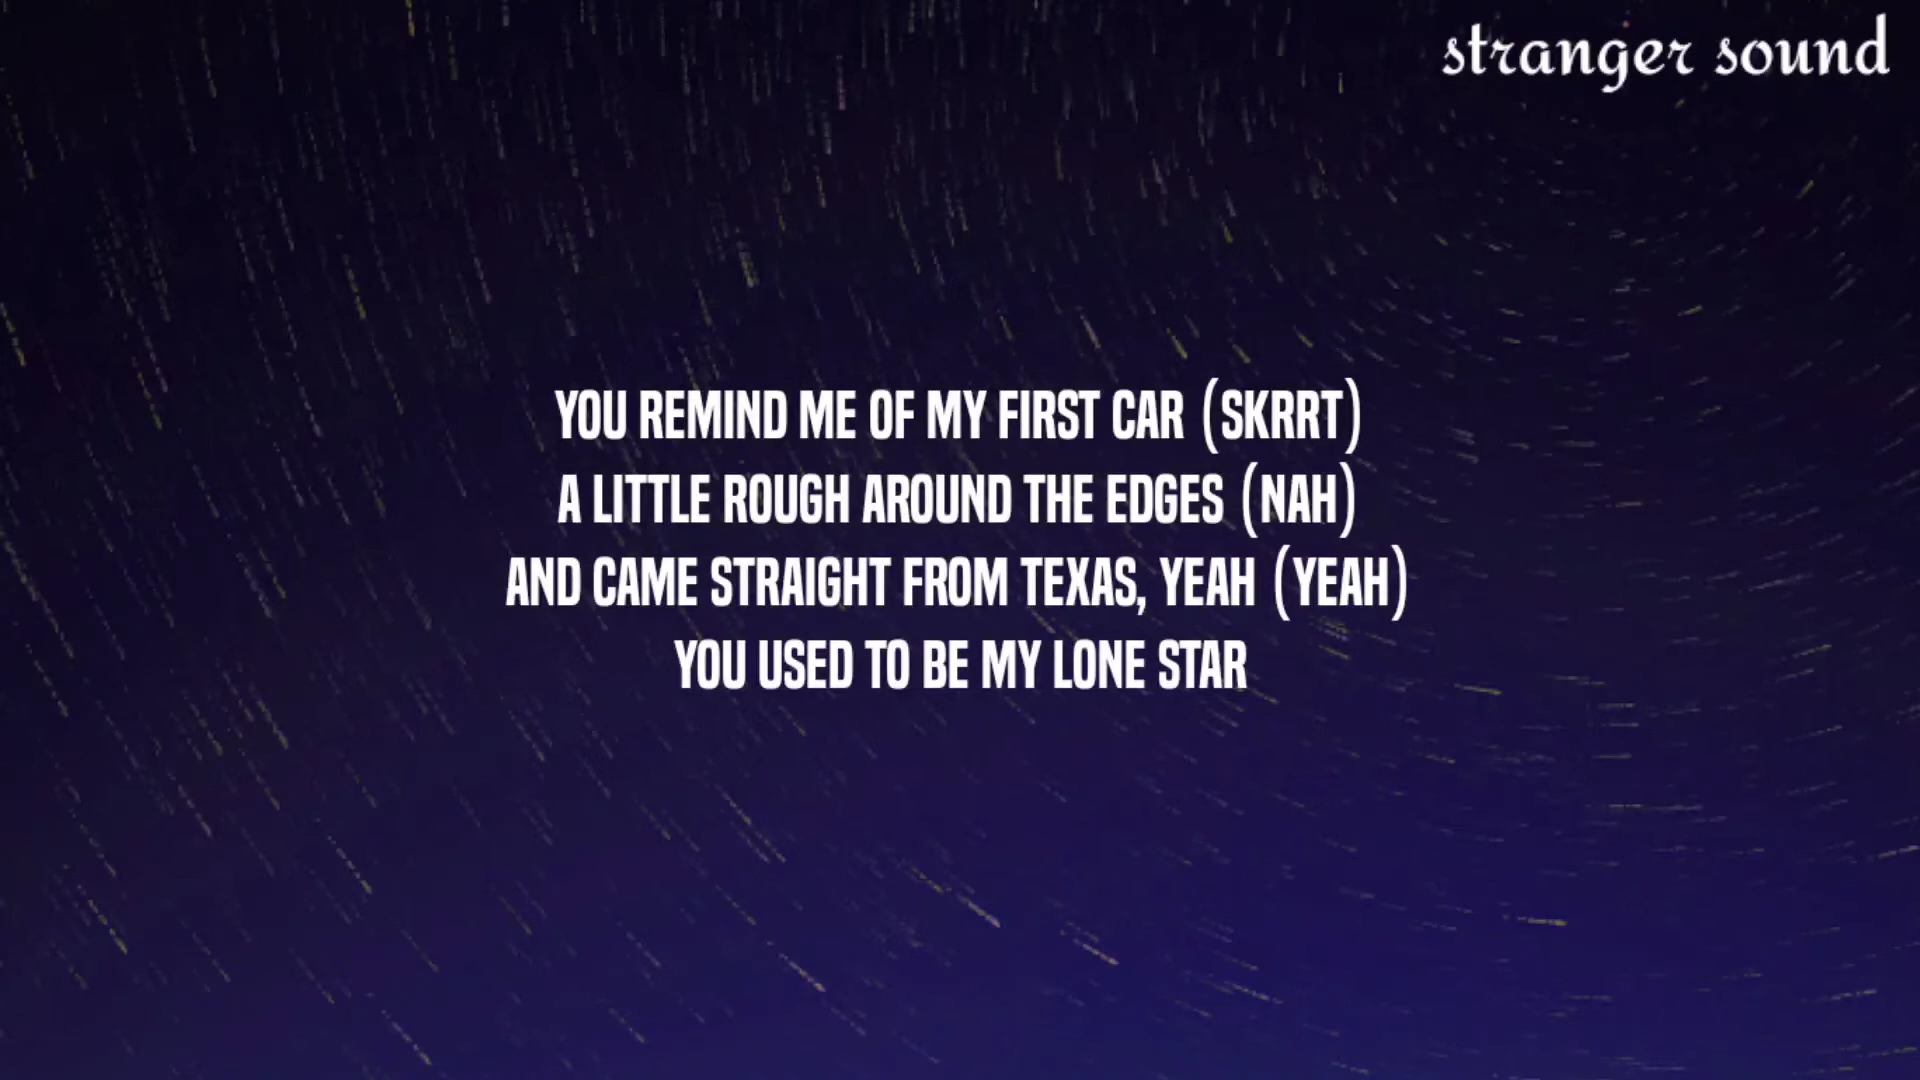 stranger sound
YOU REMIND ME OF MY FIRST CAR (SKRRT)
A LITTLE ROUGH AROUND THE EDGES (NAH)
AND CAME STRAIGHT FROM TEXAS, YEAH (YEAH)
YOU USED TO BE MY LONE STAR